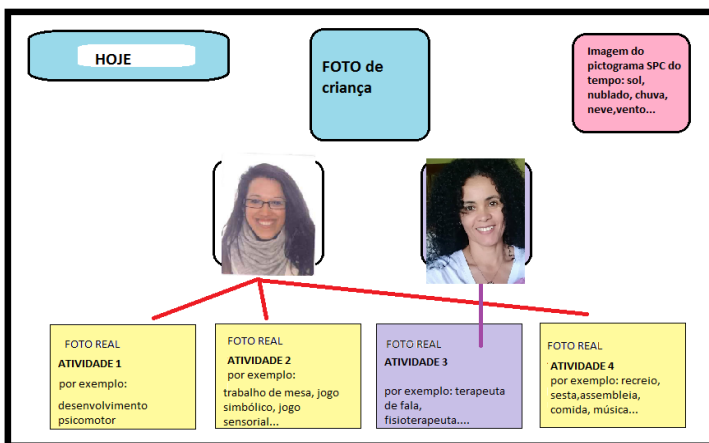 HOJE
FOTO de
criança
Imagem do
pictograma SPC do
tempo: sol,
nublado, chuva,
neve,vento...
FOTO REAL
ATIVIDADE 1
por exemplo:
desenvolvimento
psicomotor
FOTO REAL
ATIVIDADE 2
por exemplo:
trabalho de mesa, jogo
simbólico, jogo
sensorial...
FOTO REAL
ATIVIDADE 3
por exemplo: terapeuta
de fala,
fisioterapeuta....
FOTO REAL
ATIVIDADE 4
por exemplo: recreio,
sesta,assembleia,
comida, música...